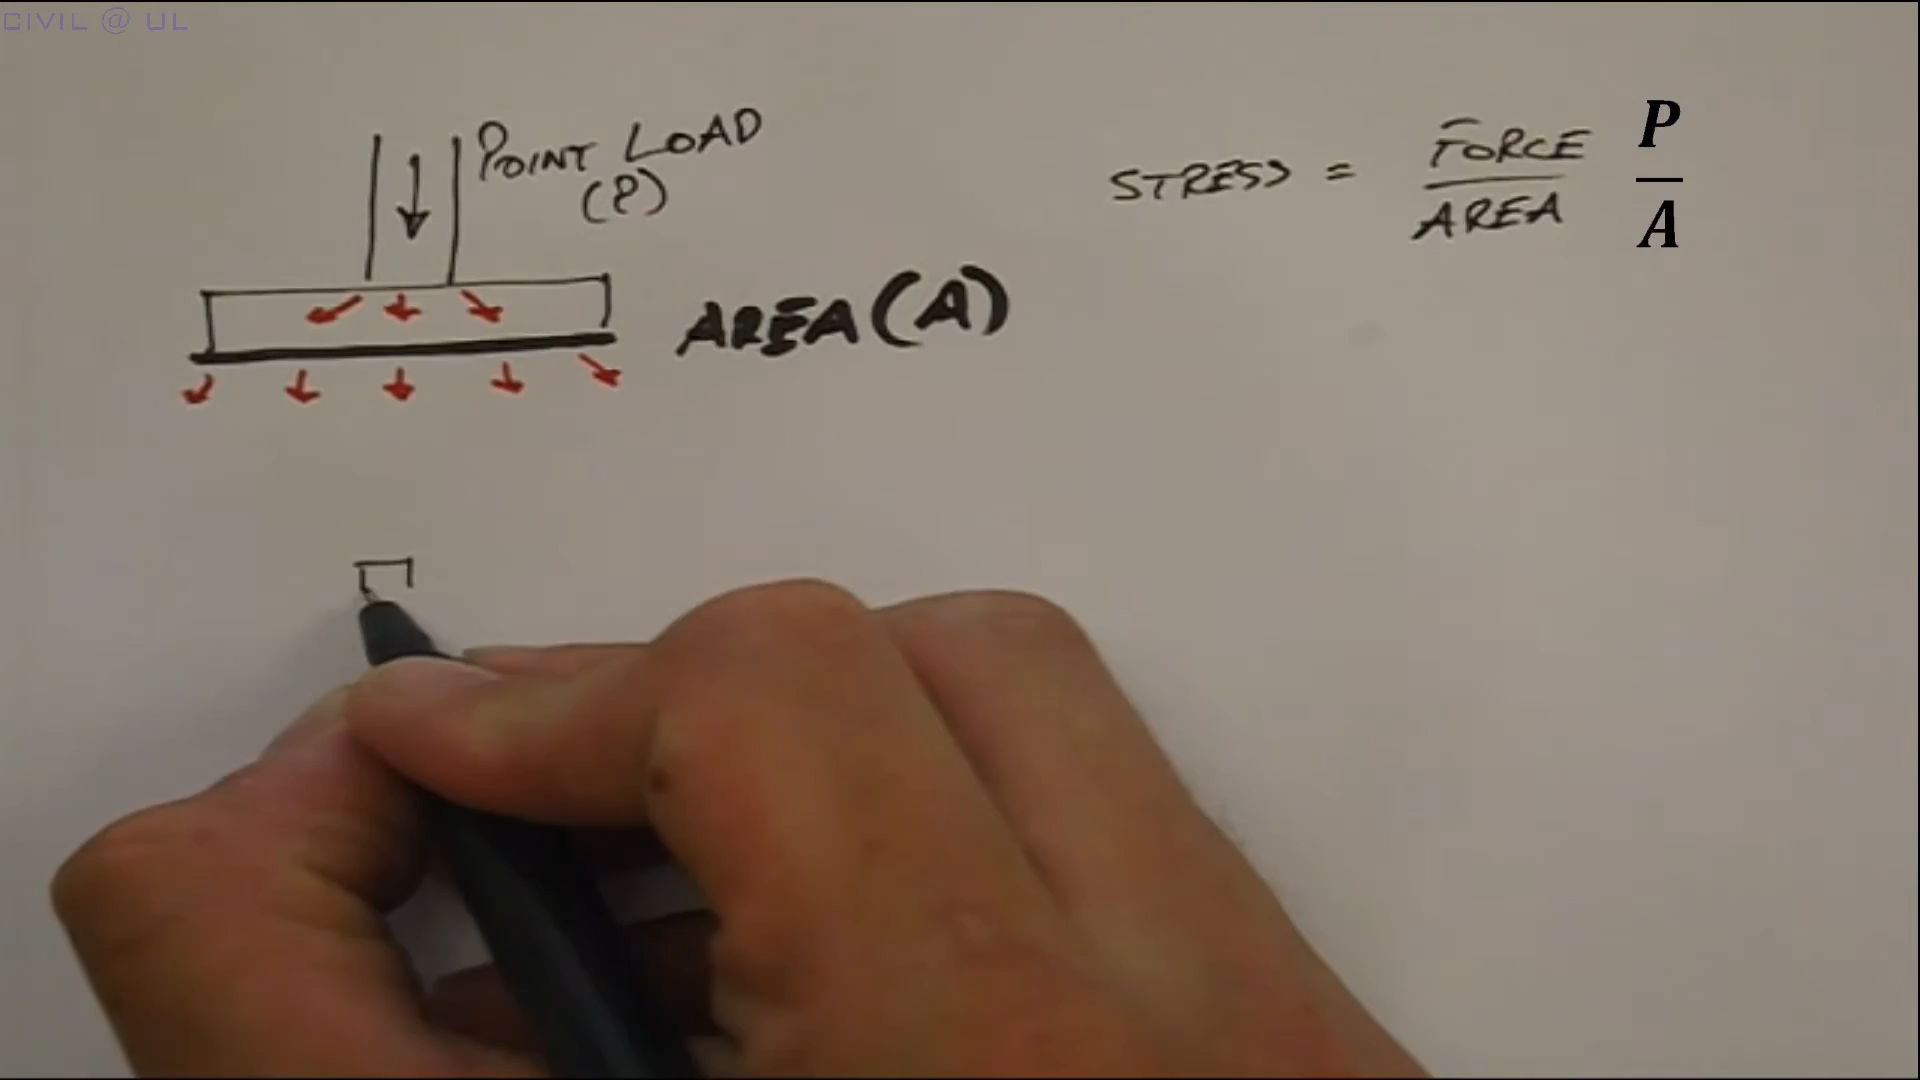 CIVIL @ UL
POINT LOAD
(P)
AREA (A)
STRESS = FORCE
AREA
P
A